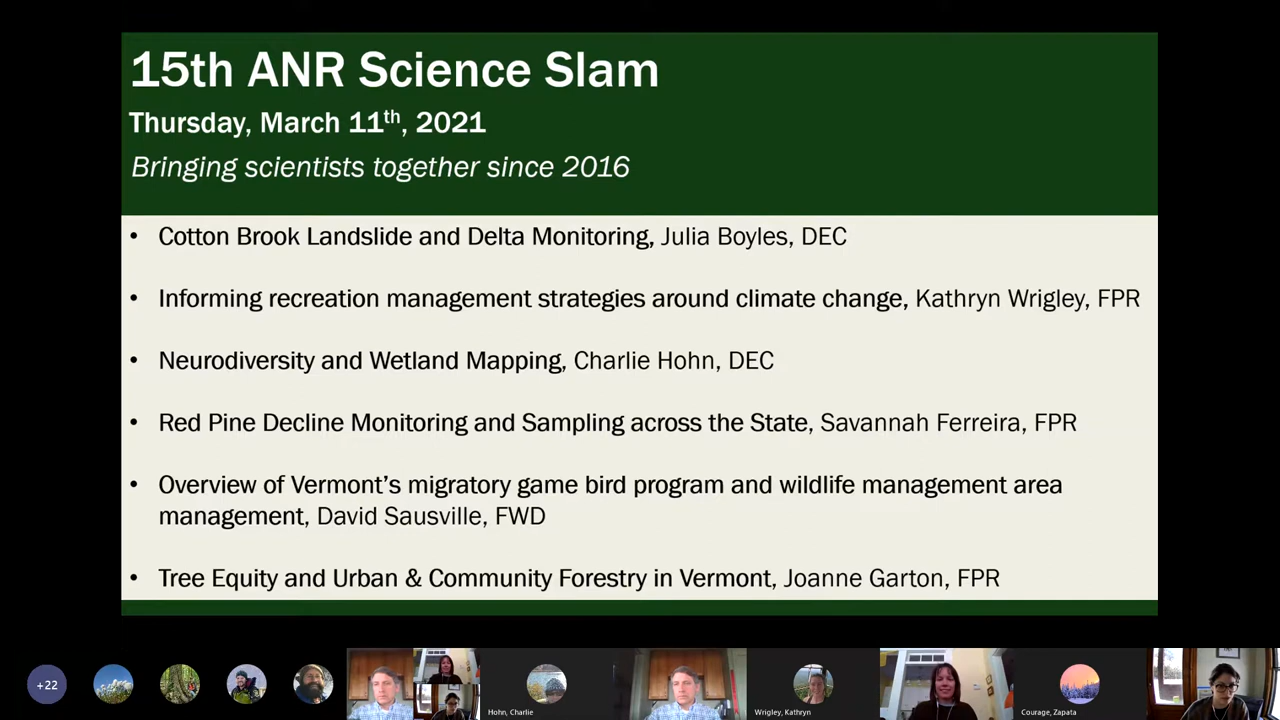 15th ANR Science Slam
Thursday, March 11th, 2021
Bringing scientists together since 2016
• Cotton Brook Landslide and Delta Monitoring, Julia Boyles, DEC
• Informing recreation management strategies around climate change, Kathryn Wrigley, FPR
• Neurodiversity and Wetland Mapping, Charlie Hohn, DEC
• Red Pine Decline Monitoring and Sampling across the State, Savannah Ferreira, FPR
• Overview of Vermont's migratory game bird program and wildlife management area
management, David Sausville, FWD
• Tree Equity and Urban & Community Forestry in Vermont, Joanne Garton, FPR
+22
Hohn, Charlie
Wrigley, Kathryn
Courage, Zapata